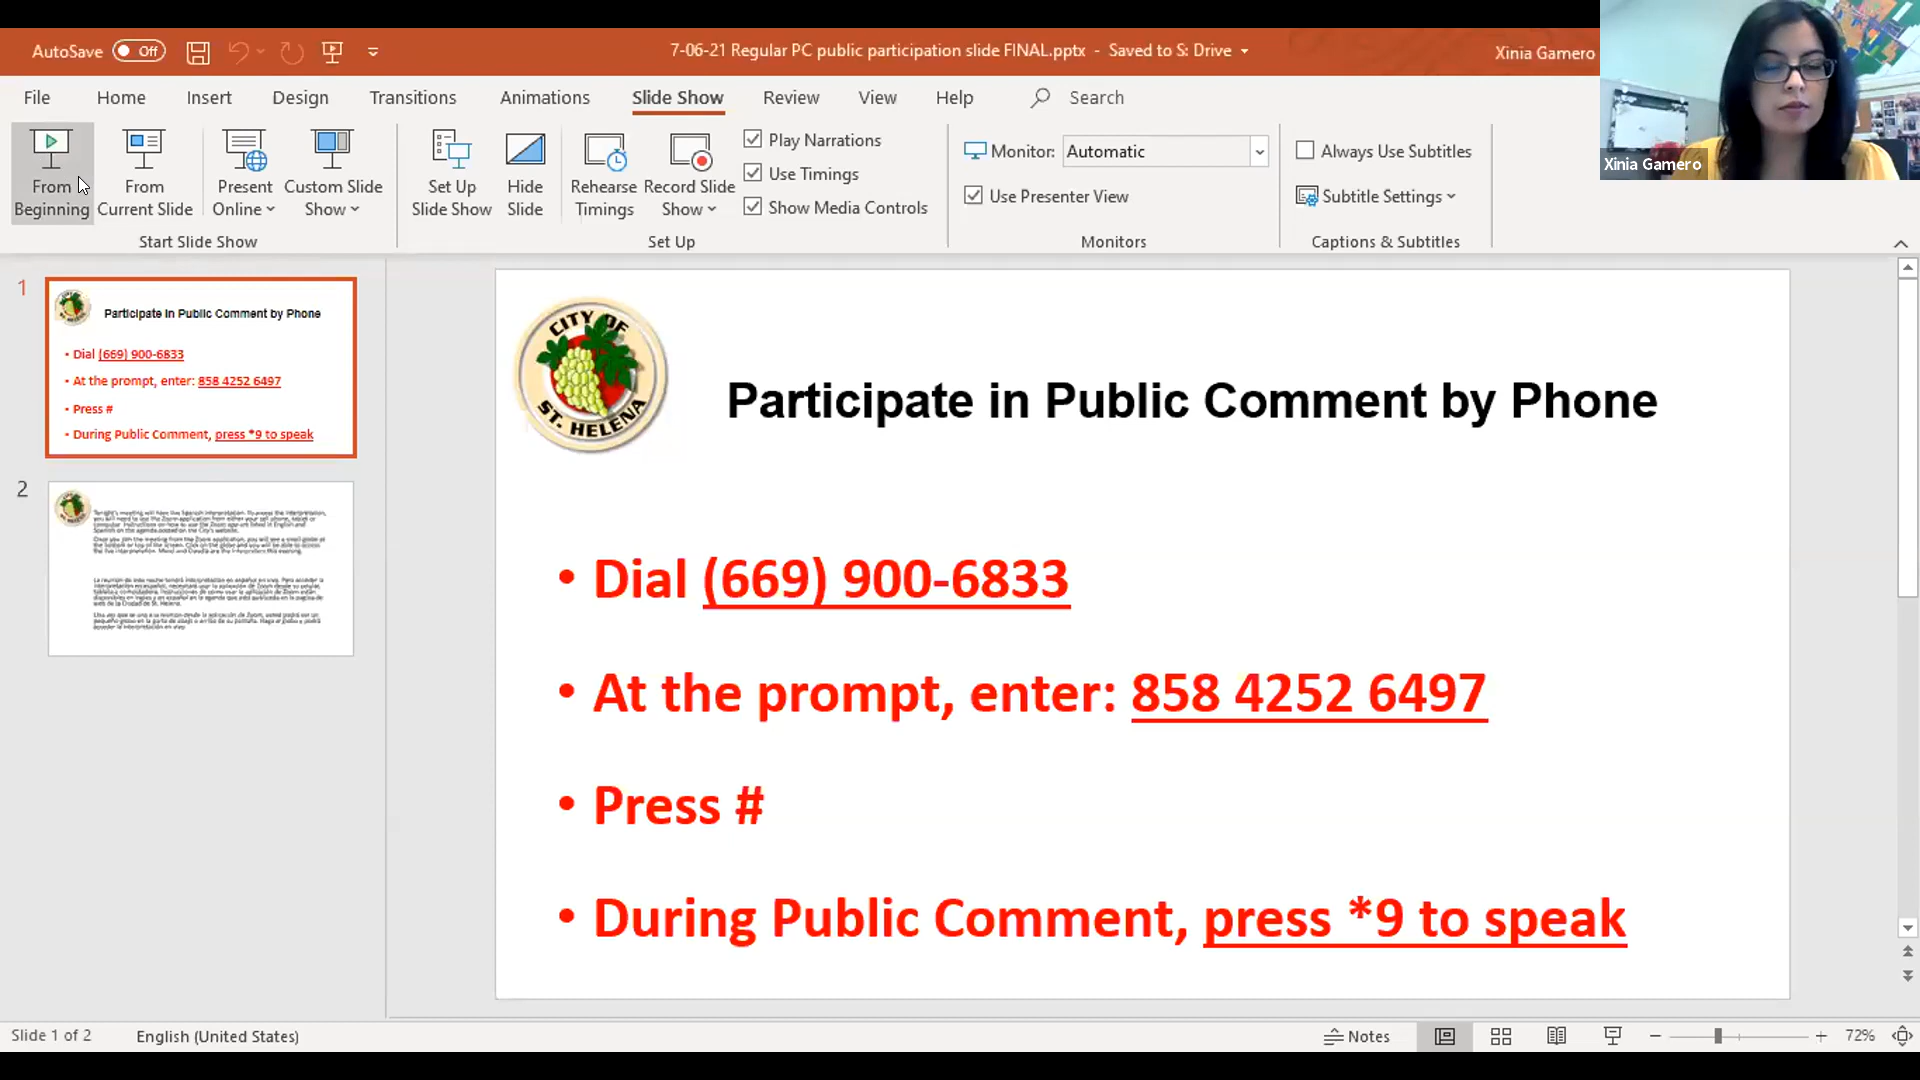 AutoSave Off
7-06-21 Regular PC public participation slide FINAL.pptx - Saved to S: Drive
Xinia Gamero
File Home Insert Design Transitions Animations Slide Show Review View Help Search
From Beginning
From Current Slide
Present Online
Custom Slide Show
Start Slide Show
Set Up Slide Show
Hide Slide
Rehearse Timings
Record Slide Show
Play Narrations
Use Timings
Show Media Controls
Set Up
Monitor: Automatic
Use Presenter View
Monitors
Always Use Subtitles
Subtitle Settings
Captions & Subtitles
Xinia Gamero
1
Participate in Public Comment by Phone
• Dial (669) 900-6833
• At the prompt, enter: 858 4252 6497
• Press #
• During Public Comment, press *9 to speak
2
CITY OF
ST. HELENA
Participate in Public Comment by Phone
• Dial (669) 900-6833
• At the prompt, enter: 858 4252 6497
• Press #
• During Public Comment, press *9 to speak
Slide 1 of 2
English (United States)
Notes
72%